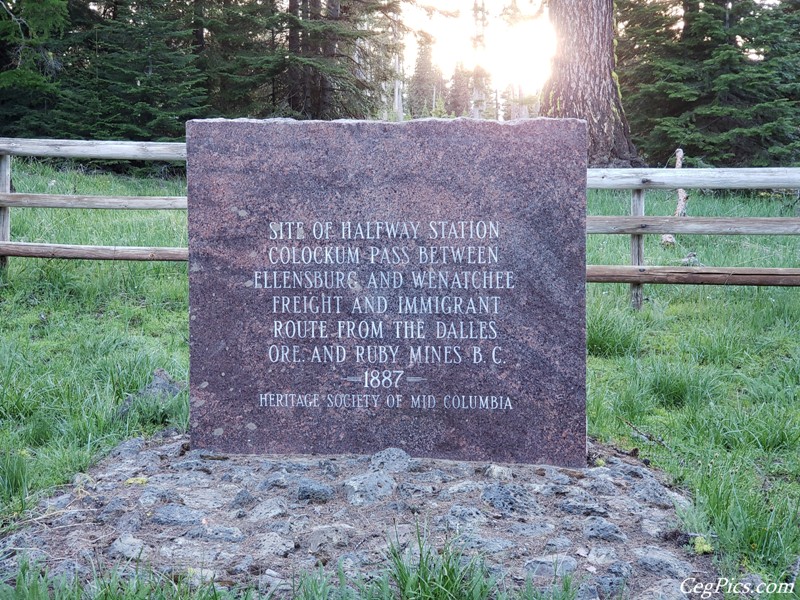 SITE OF HALFWAY STATION
COLOCKUM PASS BETWEEN
ELLENSBURG AND WENATCHEE
FREIGHT AND IMMIGRANT
ROUTE FROM THE DALLES
ORE. AND RUBY MINES B.C.
—1887—
HERITAGE SOCIETY OF MID COLUMBIA
CegPics.com